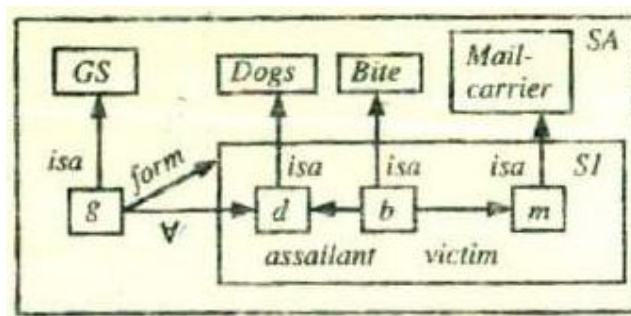 SA
GS
Dogs
Bite
Mail-
carrier
isa
form
isa
isa
isa
S1
g
d
b
m
∀
assailant
victim